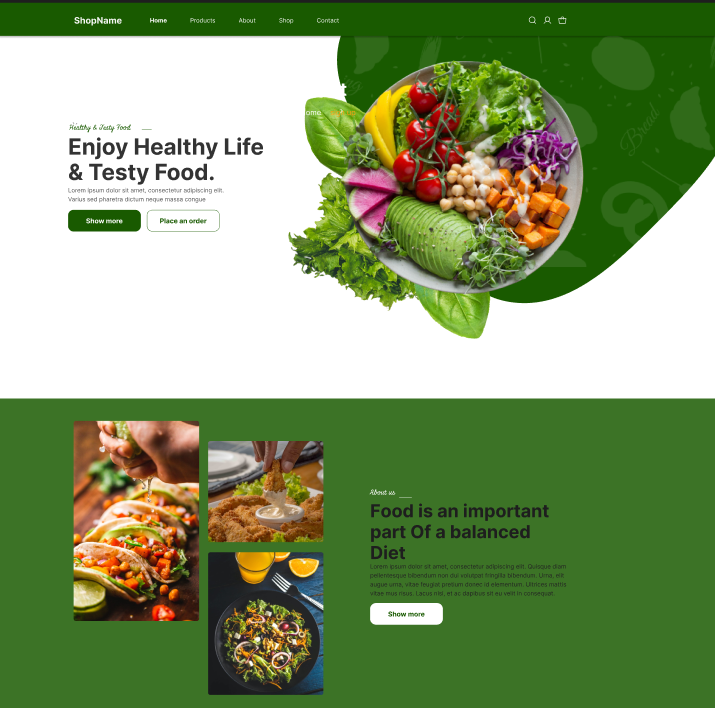 ShopName
Home Products About Shop Contact
Healthy & Testy Food
Enjoy Healthy Life
& Testy Food.
Lorem ipsum dolor sit amet, consectetur adipiscing elit.
Varius sed pharetra dictum neque massa congue
Show more
Place an order
Bread
About us
Food is an important
part Of a balanced
Diet
Lorem ipsum dolor sit amet, consectetur adipiscing elit. Quisque diam
pellentesque bibendum non dui volutpat fringilla bibendum. Urna, elit
augue urna, vitae feugiat pretium donec id elementum. Ultrices mattis
vitae mus risus. Lacus nisi, et ac dapibus sit eu velit in consequat.
Show more